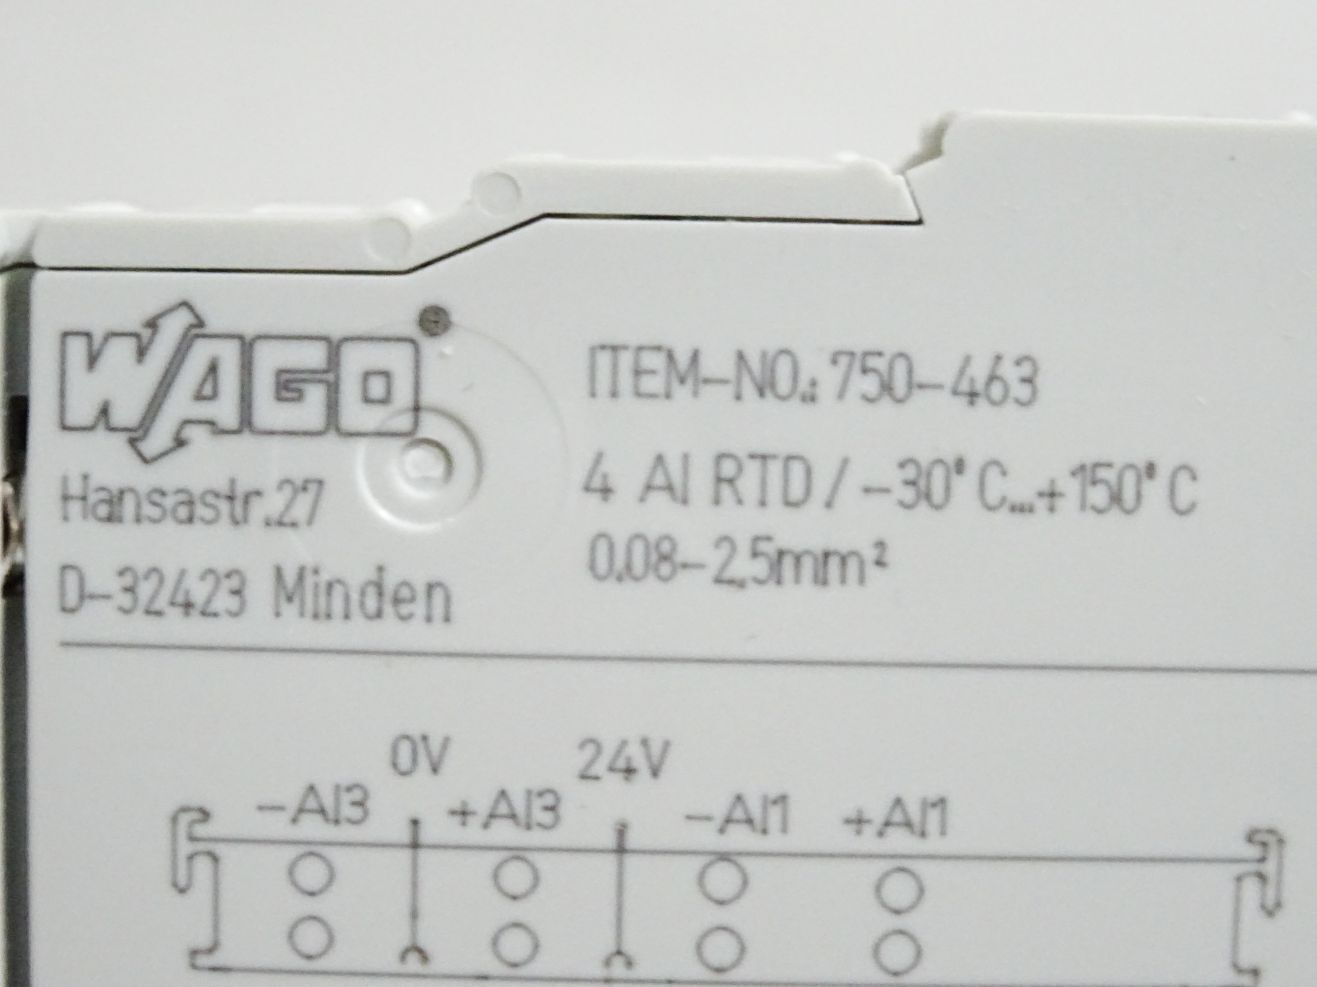 WAGO
Hansastr.27
D-32423 Minden
ITEM-NO.: 750-463
4 AI RTD / -30°C...+150°C
0.08-2.5mm²
0V 24V
-AI3 +AI3 -AI1 +AI1